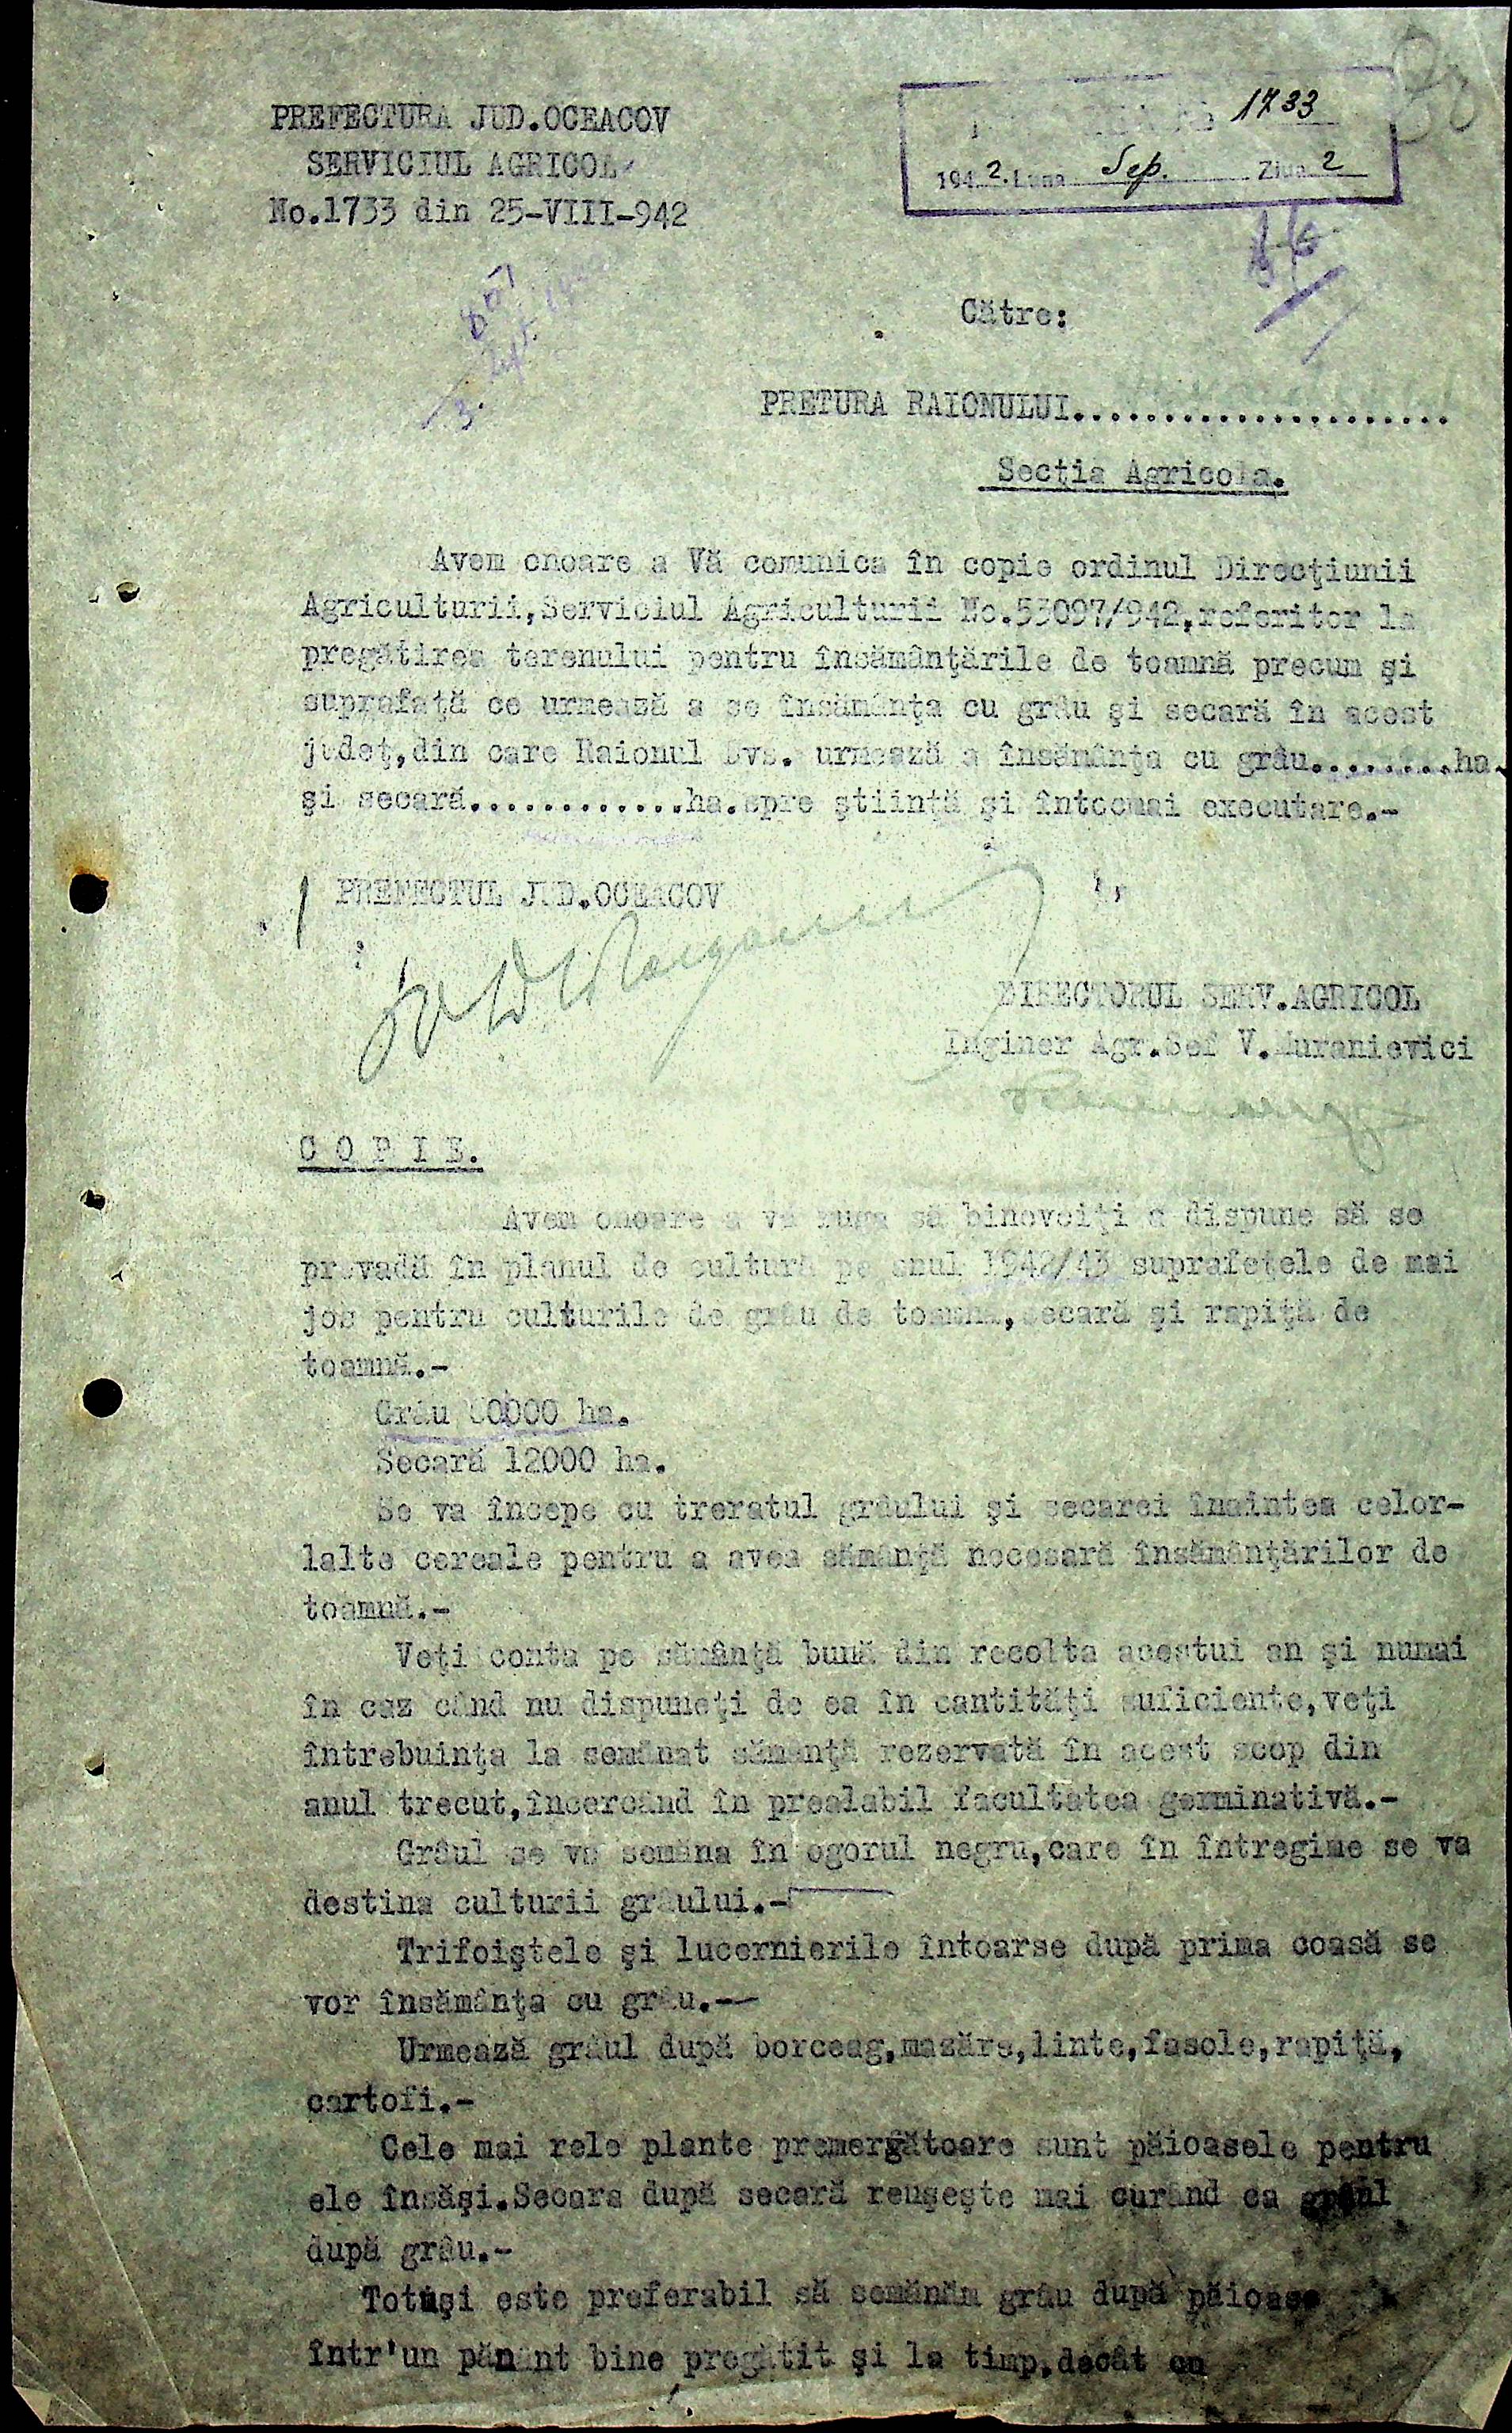 PREFECTURA JUD.OCEACOV
SERVICIUL AGRICOL
No.1733 din 25-VIII-942
1733
1942. Luna Sep. Ziua 2
Către:
PRETURA RAIONULUI.....................
Secţia Agricola.
Avem onoare a Vă comunica în copie ordinul Direcţiunii
Agriculturii,Serviciul Agriculturii No.53097/942,referitor la
pregătirea terenului pentru însămânţările de toamnă precum şi
suprafaţă ce urmează a se însămânţa cu grâu şi secară în acest
judeţ,din care Raionul Dvs. urmează a însămânţa cu grâu........ha.
şi secară............ha.spre ştiinţă şi întocmai executare.-
PREFECTUL JUD.OCEACOV
DIRECTORUL SERV.AGRICOL
Inginer Agr.Sef V.Muranievici
C O P I E.
Avem onoare a vă ruga să binevoiţi a dispune să se
prevadă în planul de cultură pe anul 1942/43 suprafeţele de mai
jos pentru culturile de grâu de toamnă,secară şi rapiţă de
toamnă.-
Grâu ha.
Secară 12000 ha.
Se va începe cu treratul grâului şi secarei înaintea celor-
lalte cereale pentru a avea sămânţă necesară însămânţărilor de
toamnă.-
Veţi conta pe sămânţă bună din recolta acestui an şi numai
în caz când nu dispuneţi de ea în cantităţi suficiente,veţi
întrebuinţa la semănat sămanţă rezervată în acest scop din
anul trecut,încercând în prealabil facultatea germinativă.-
Grâul se va semăna în ogorul negru,care în întregime se va
destina culturii grâului.-
Trifoiştele şi lucernierile întoarse după prima coasă se
vor însămânţa cu grâu.--
Urmează grâul după borceag,mazăre,linte,fasole,rapiţă,
cartofi.-
Cele mai rele plante premergătoare sunt păioasele pentru
ele însăşi.Secara după secară reuşeşte mai curând ca grâul
după grâu.-
Totuşi este preferabil să semănăm grâu după păioase
într'un pănânt bine pregătit şi la timp,decât en